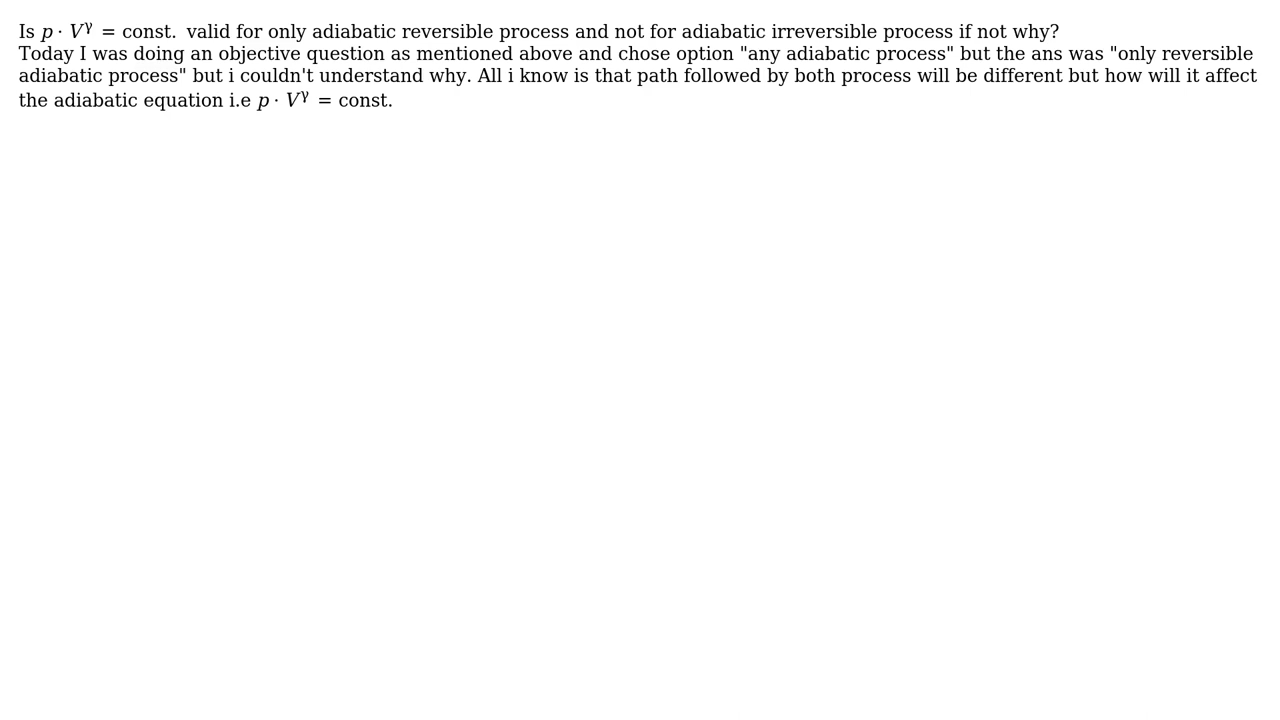 Is p · Vᵞ = const.  valid for only adiabatic reversible process and not for adiabatic irreversible process if not why?
Today I was doing an objective question as mentioned above and chose option "any adiabatic process" but the ans was "only reversible
adiabatic process" but i couldn't understand why. All i know is that path followed by both process will be different but how will it affect
the adiabatic equation i.e p · Vᵞ = const.